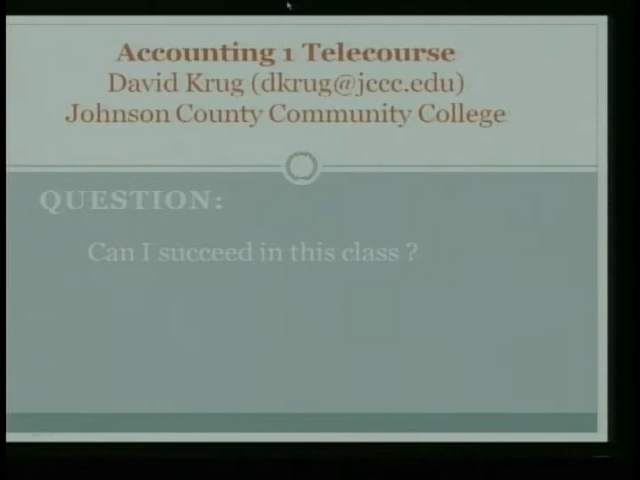 Accounting 1 Telecourse
David Krug (dkrug@jccc.edu)
Johnson County Community College
QUESTION:
Can I succeed in this class ?